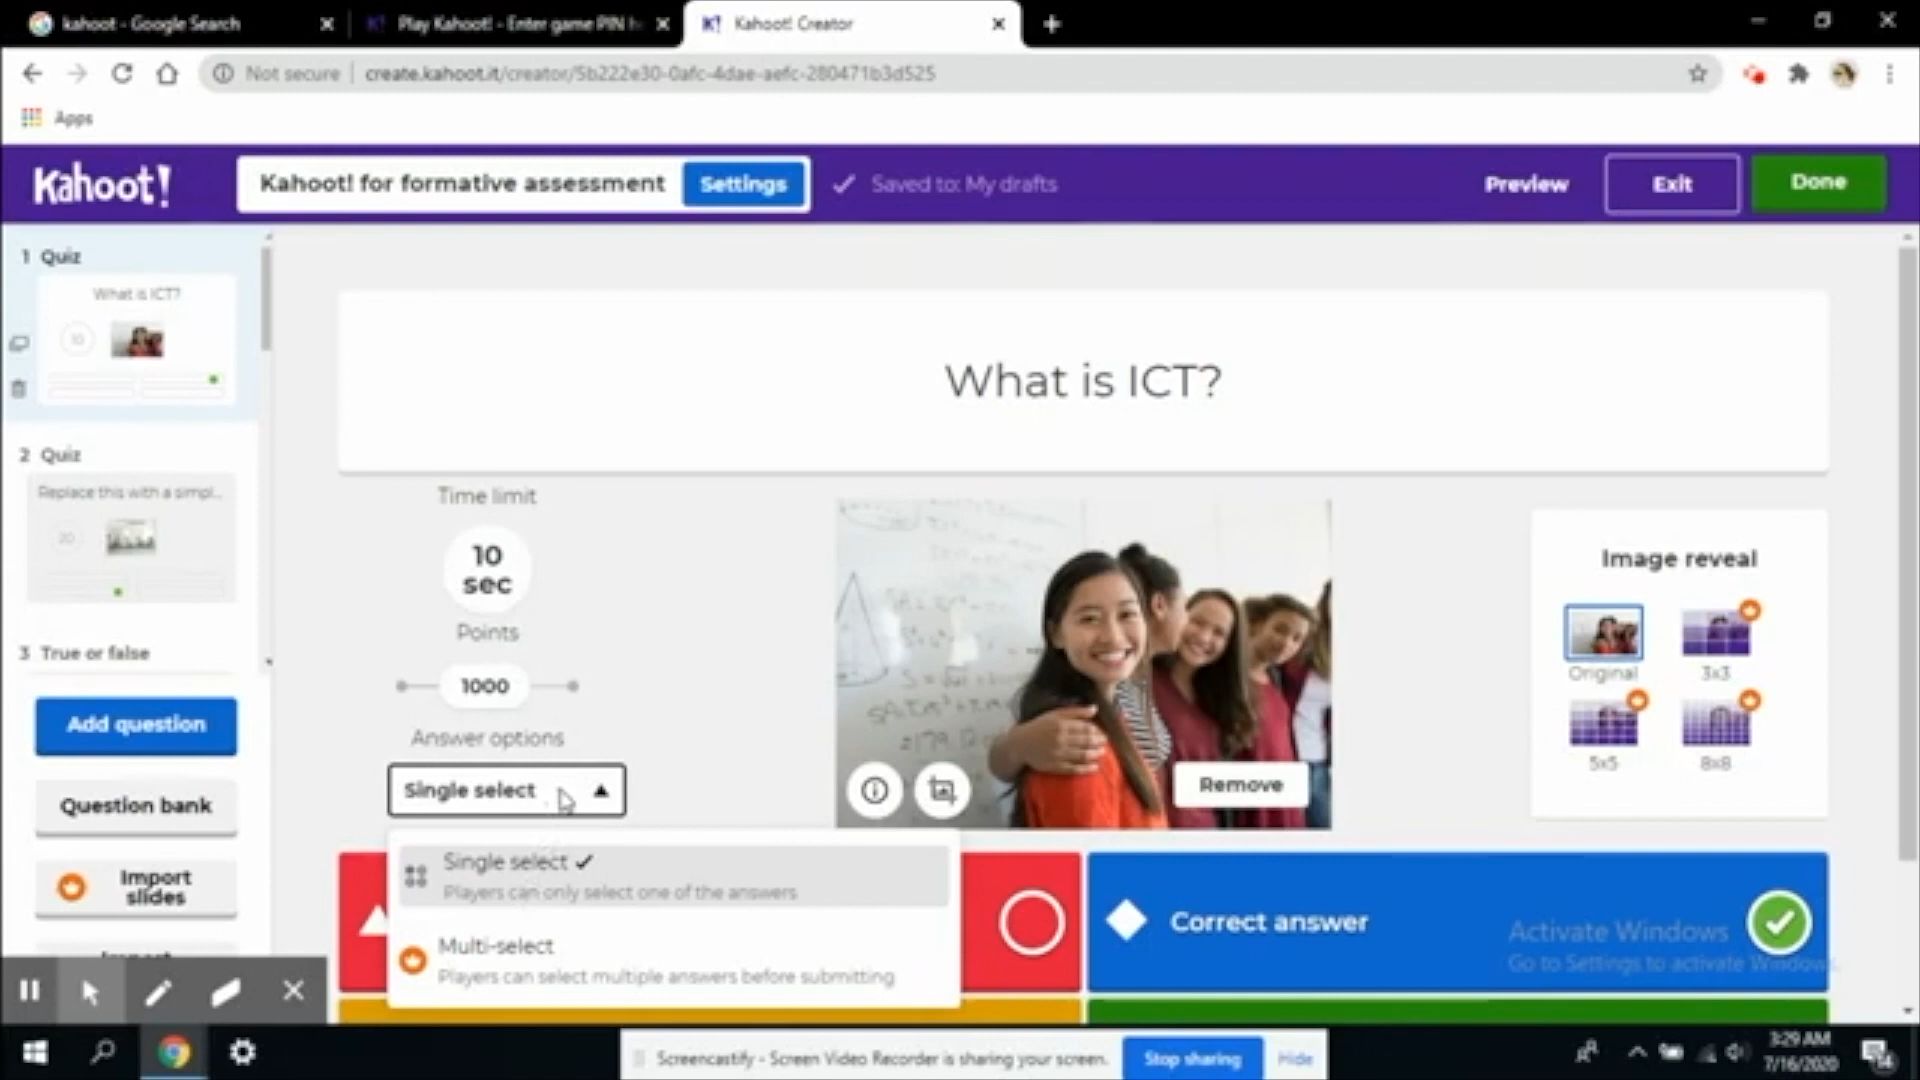 kahoot - Google Search
Play Kahoot! - Enter game PIN h
Kahoot! Creator
Not secure
create.kahoot.it/creator/5b222e30-0afc-4dae-aefc-280471b3d525
Apps
Kahoot!
Kahoot! for formative assessment
Settings
Saved to: My drafts
Preview
Exit
Done
1 Quiz
What is ICT?
10
2 Quiz
Replace this with a simpl...
20
3 True or false
Add question
Question bank
Import
slides
What is ICT?
Time limit
10
sec
Points
1000
Answer options
Single select
Single select
Players can only select one of the answers
Multi-select
Players can select multiple answers before submitting
Remove
Image reveal
Original
3x3
5x5
8x8
Correct answer
Activate Windows
Go to Settings to activate Windows.
Screencastify - Screen Video Recorder is sharing your screen.
Stop sharing
Hide
3:29 AM
7/16/2020